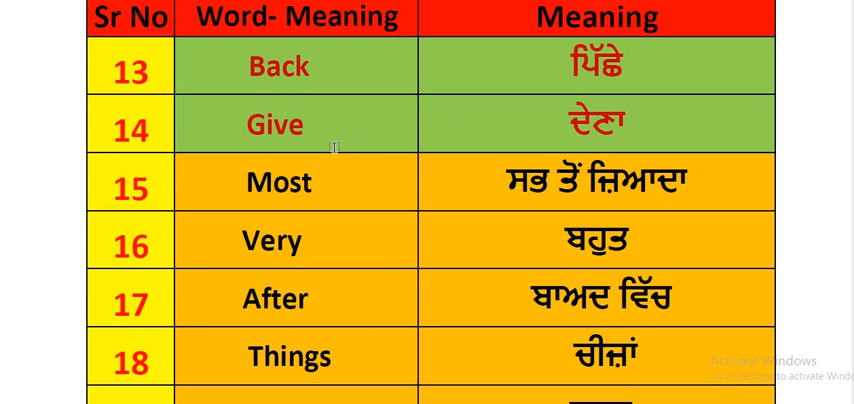 Sr No Word- Meaning Meaning
13 Back ਪਿੱਛੇ
14 Give ਦੇਣਾ
15 Most ਸਭ ਤੋਂ ਜ਼ਿਆਦਾ
16 Very ਬਹੁਤ
17 After ਬਾਅਦ ਵਿੱਚ
18 Things ਚੀਜ਼ਾਂ
Activate Windows
Go to Settings to activate Wind